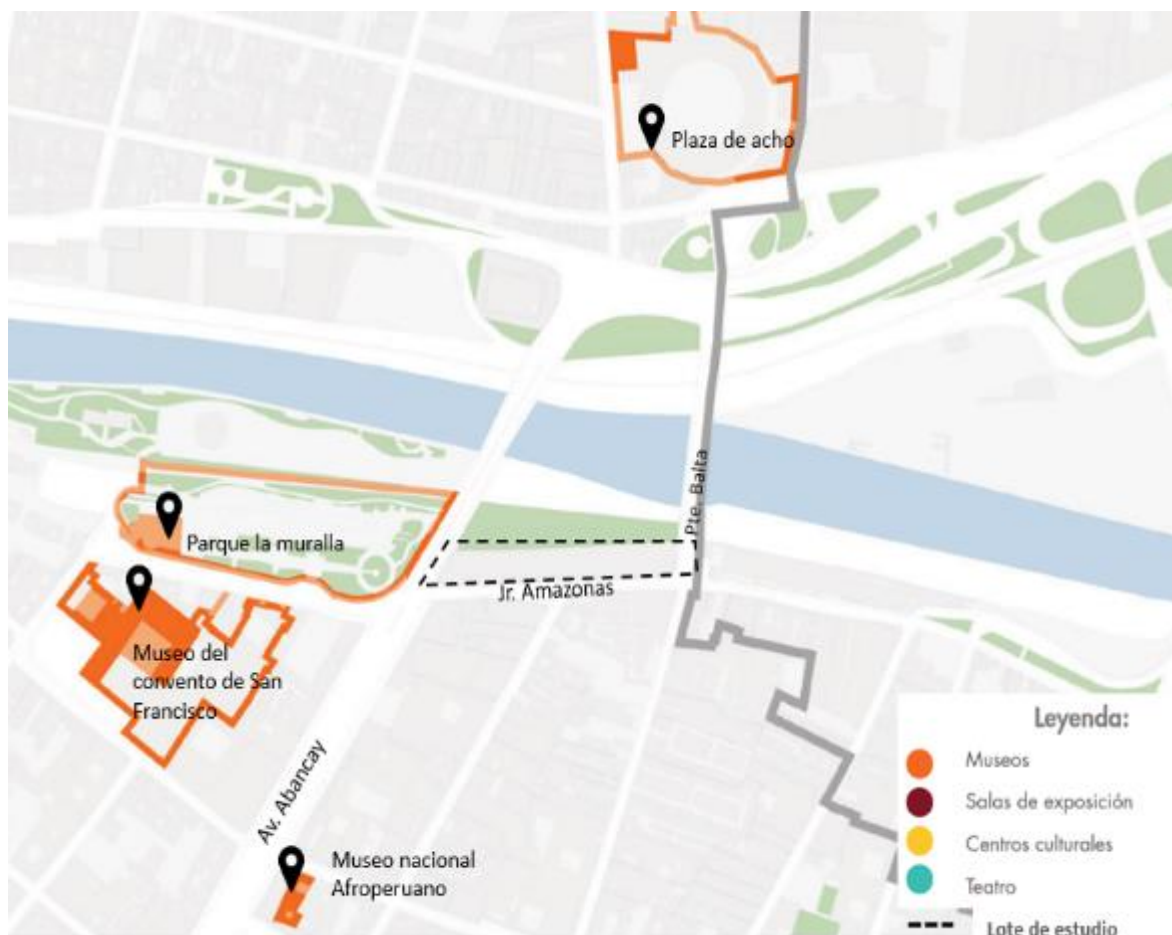 Plaza de acho
Pte. Balta
Parque la muralla
Jr. Amazonas
Museo del
convento de San
Francisco
Av. Abancay
Museo nacional
Afroperuano
Leyenda:
Museos
Salas de exposición
Centros culturales
Teatro
Lote de estudio